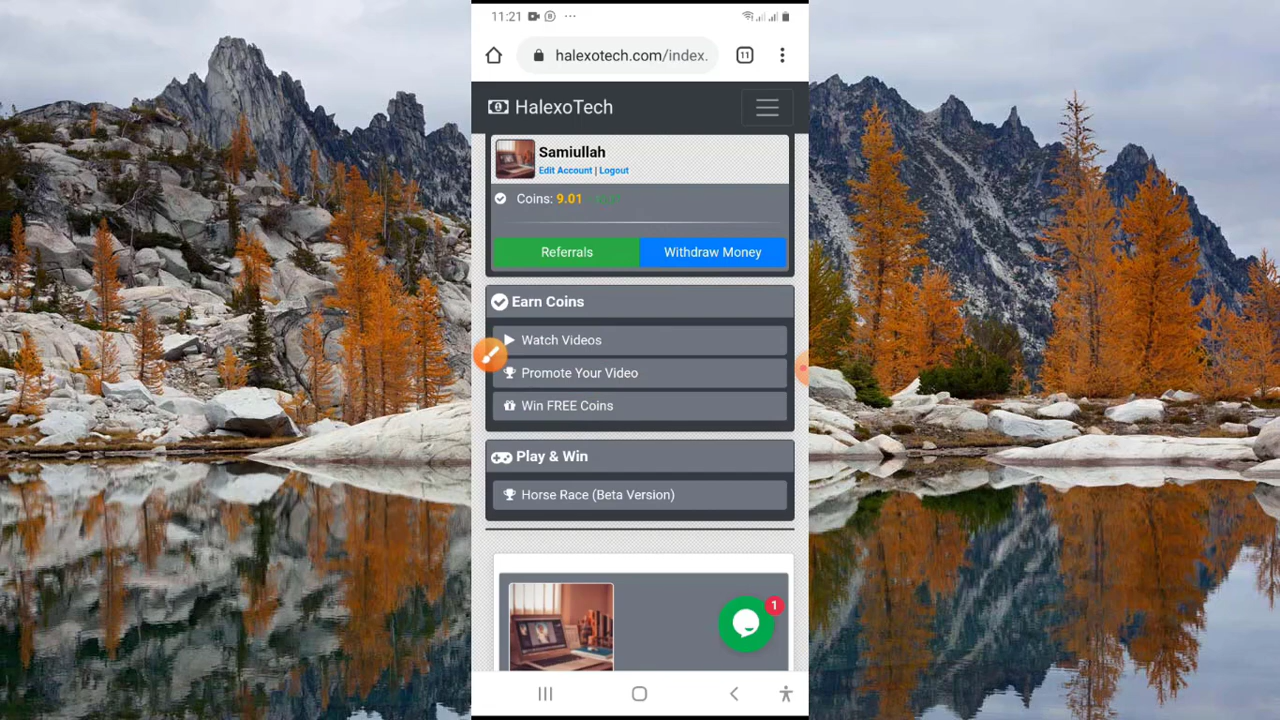 11:21
halexotech.com/index.
11
HalexoTech
Samiullah
Edit Account | Logout
Coins: 9.01
Referrals
Withdraw Money
Earn Coins
Watch Videos
Promote Your Video
Win FREE Coins
Play & Win
Horse Race (Beta Version)
1